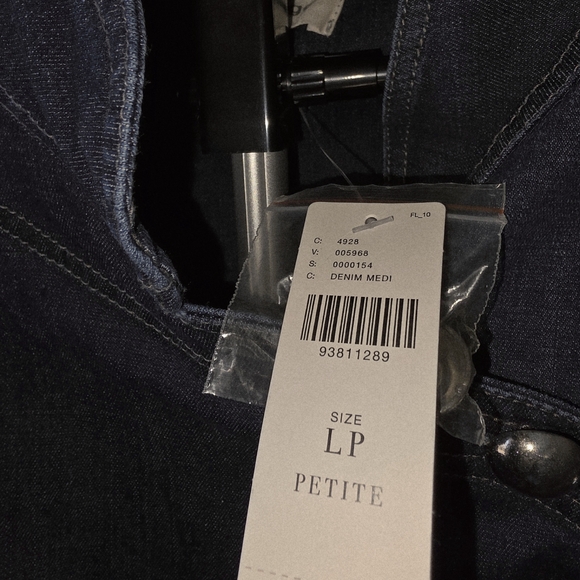 FL_10
C: 4928
V: 005968
S: 0000154
C: DENIM MEDI
93811289
SIZE
LP
PETITE